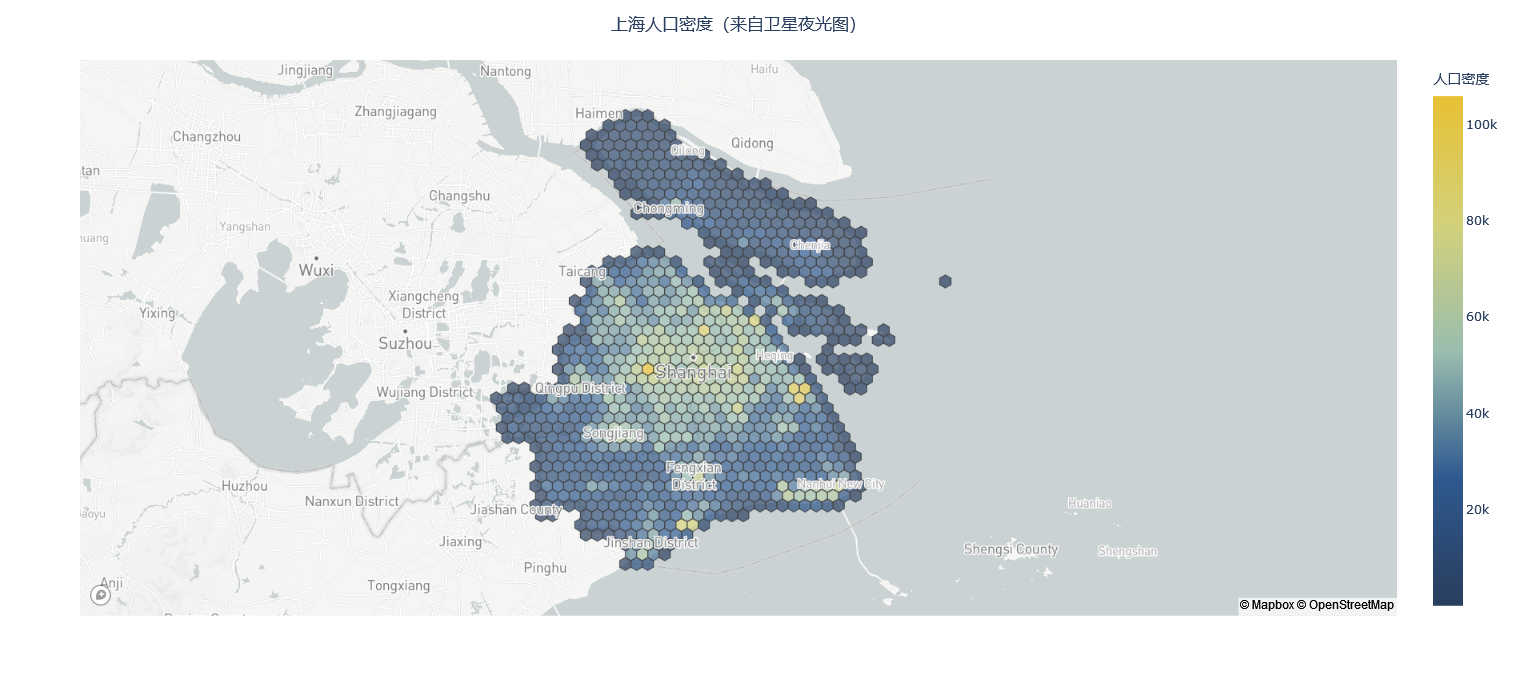 上海人口密度（来自卫星夜光图）
Jingjiang
Nantong
Haifu
人口密度
Zhangjiagang
Haimen
100k
Changzhou
Qidong
Qilong
tan
Changshu
Chongming
80k
Yangshan
uang
Chenjia
Wuxi
Taicang
Xiangcheng
District
Yixing
60k
Suzhou
Heqing
Shanghai
Wujiang District
Qingpu District
40k
Songjiang
Fengxian
District
Huzhou
Nanhui New City
Nanxun District
Jiashan County
Huaniao
20k
Baoyu
Jiaxing
Jinshan District
Shengsi County
Shengshan
Pinghu
Anji
Tongxiang
© Mapbox © OpenStreetMap